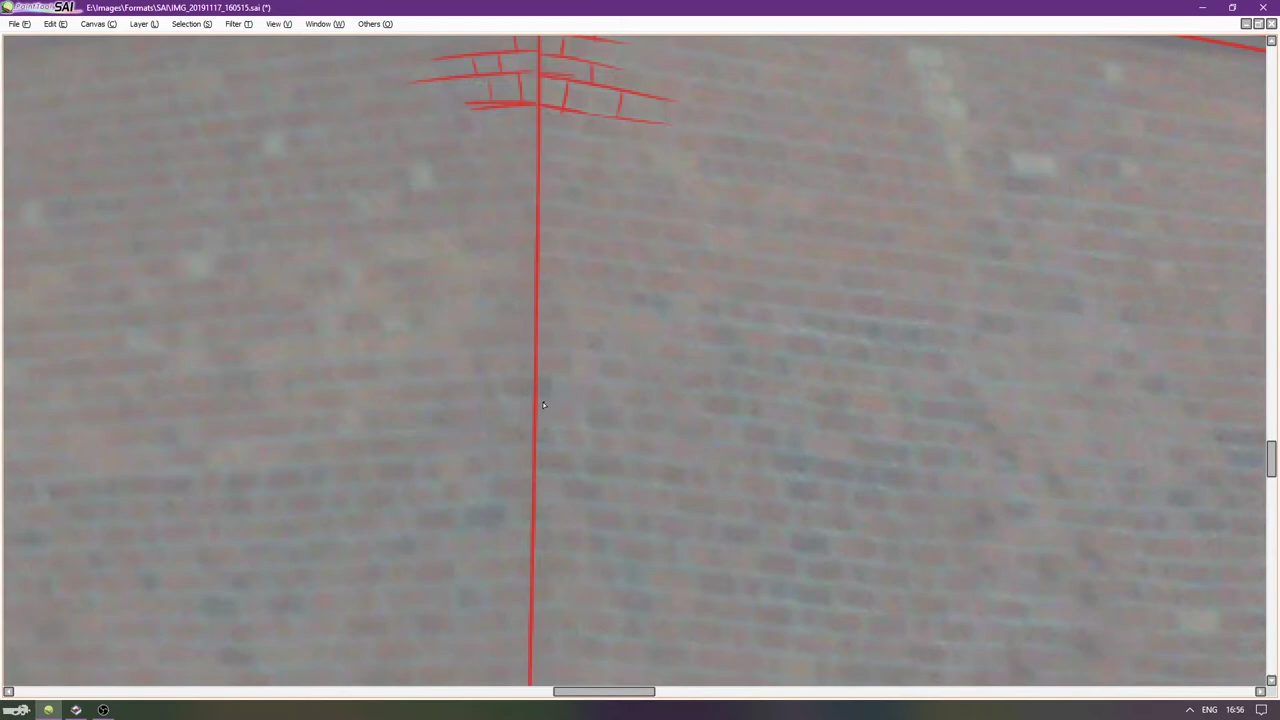 PaintTool SAI E:\Images\Formats\SAI\IMG_20191117_160515.sai (*)
File (F) Edit (E) Canvas (C) Layer (L) Selection (S) Filter (T) View (V) Window (W) Others (O)
ENG 16:56